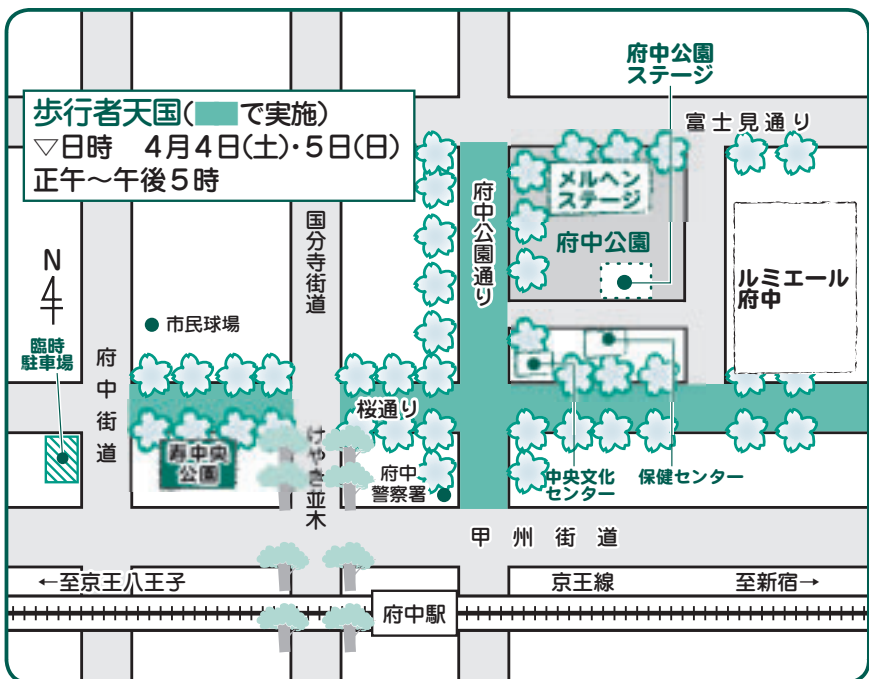 府中公園
ステージ
歩行者天国(　で実施)
▽日時　4月4日(土)・5日(日)
正午～午後5時
富士見通り
メルヘン
ステージ
府中公園
府中公園通り
国分寺街道
ルミエール
府中
N
市民球場
臨時
駐車場
府中街道
桜通り
寿中央
公園
けやき並木
府中
警察署
中央文化
センター
保健センター
甲州街道
←至京王八王子
京王線
至新宿→
府中駅